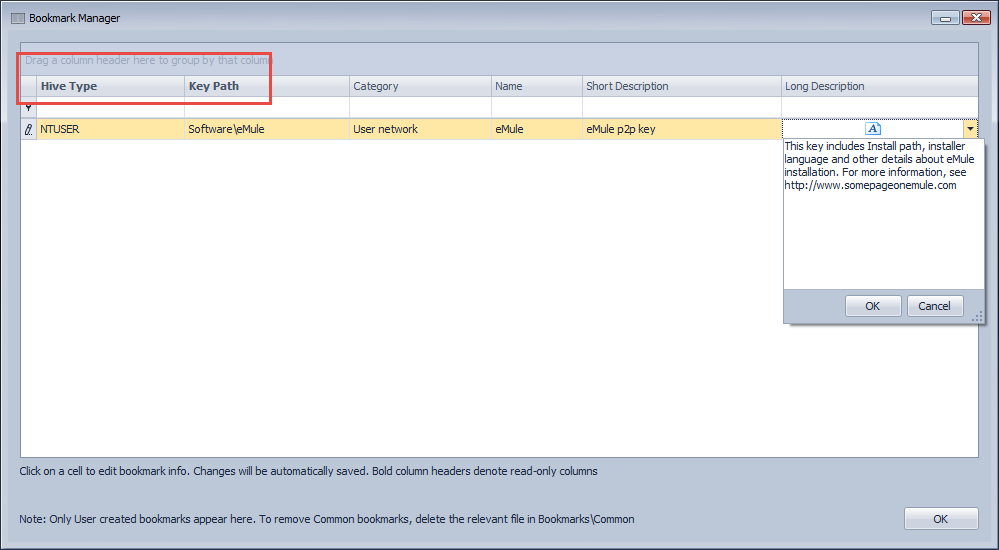 Bookmark Manager
Drag a column header here to group by that column
Hive Type Key Path Category Name Short Description Long Description
NTUSER Software\eMule User network eMule eMule p2p key A
This key includes Install path, installer
language and other details about eMule
installation. For more information, see
http://www.somepageonemule.com
OK Cancel
Click on a cell to edit bookmark info. Changes will be automatically saved. Bold column headers denote read-only columns
Note: Only User created bookmarks appear here. To remove Common bookmarks, delete the relevant file in Bookmarks\Common
OK